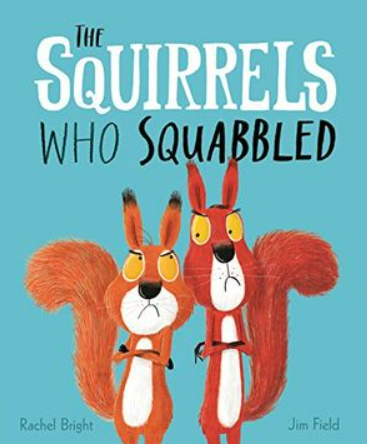 THE
SQUIRRELS
WHO SQUABBLED
Rachel Bright
Jim Field